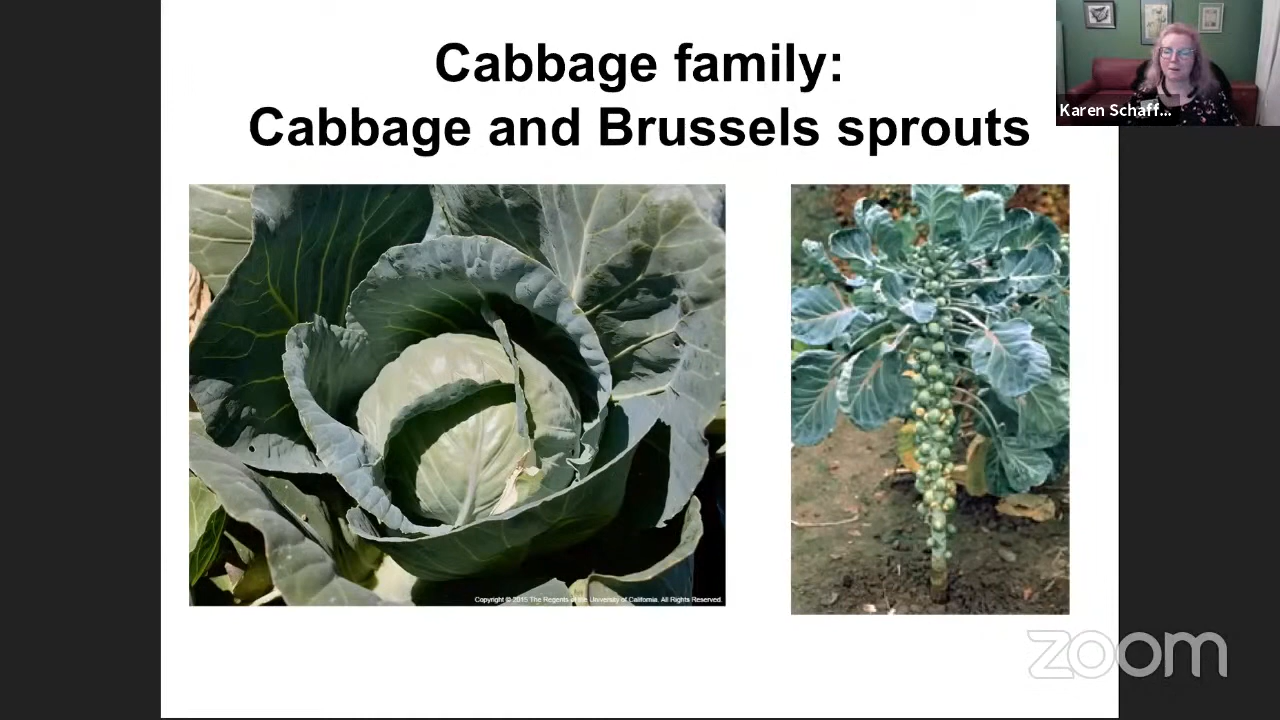 Cabbage family:
Cabbage and Brussels sprouts
Karen Schaff...
Copyright © 2015 The Regents of the University of California. All Rights Reserved.
zoom